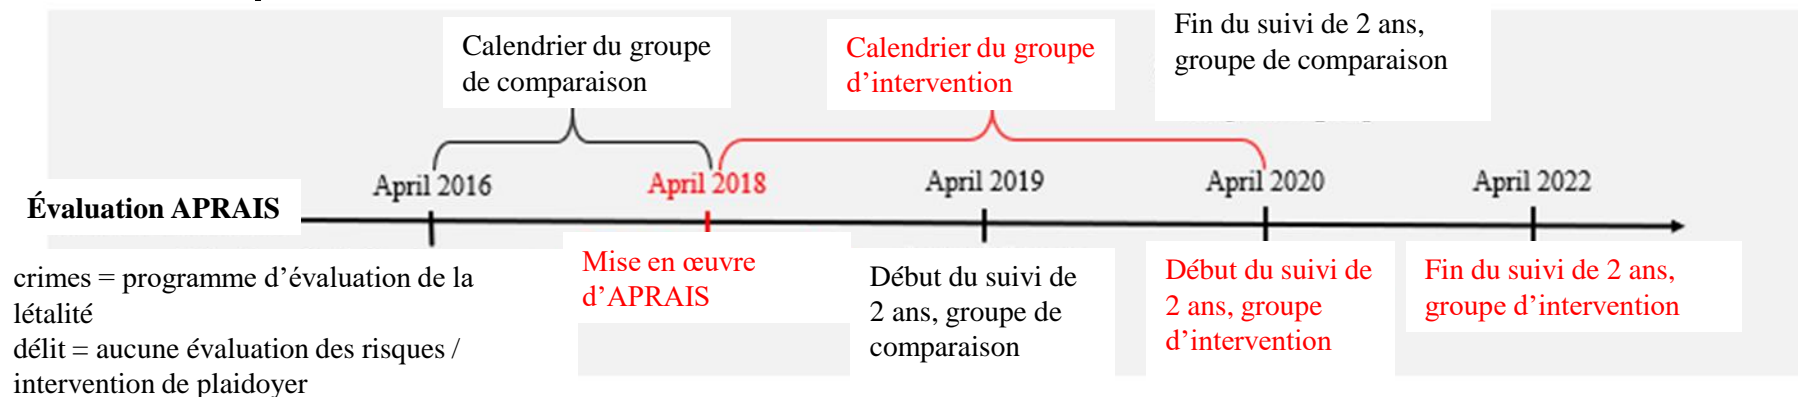 Calendrier du groupe
de comparaison
Calendrier du groupe
d’intervention
Fin du suivi de 2 ans,
groupe de comparaison
April 2016
April 2018
April 2019
April 2020
April 2022
Évaluation APRAIS
crimes = programme d’évaluation de la
létalité
délit = aucune évaluation des risques /
intervention de plaidoyer
Mise en œuvre
d’APRAIS
Début du suivi de
2 ans, groupe de
comparaison
Début du suivi de
2 ans, groupe
d’intervention
Fin du suivi de 2 ans,
groupe d’intervention